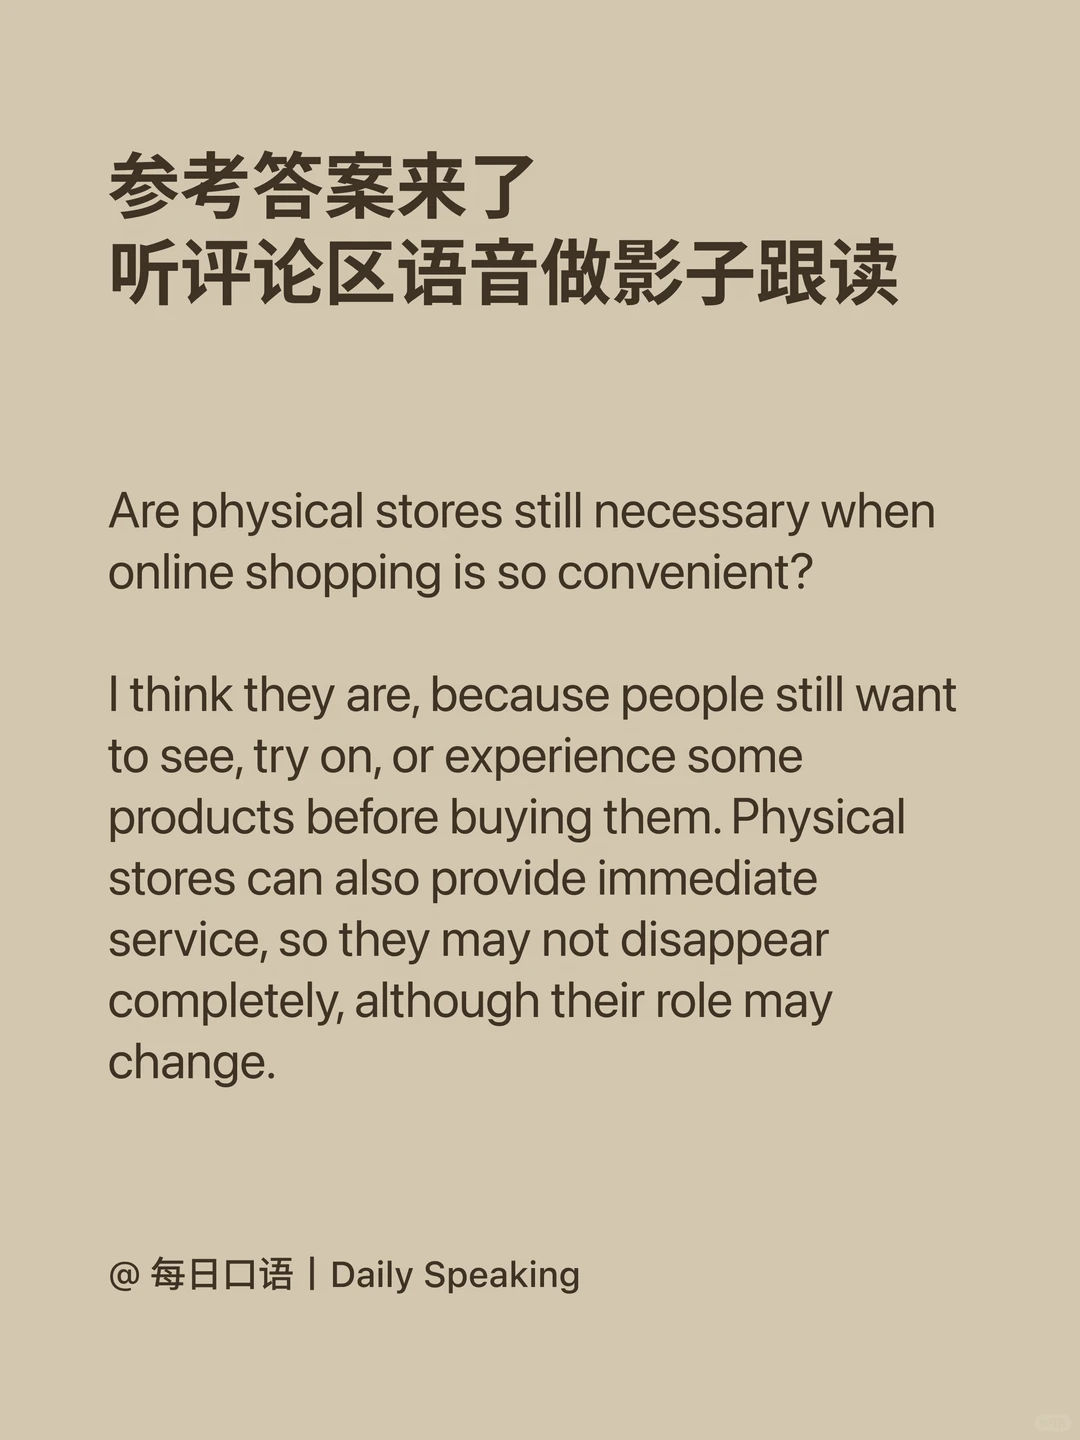 参考答案来了
听评论区语音做影子跟读
Are physical stores still necessary when
online shopping is so convenient?
I think they are, because people still want
to see, try on, or experience some
products before buying them. Physical
stores can also provide immediate
service, so they may not disappear
completely, although their role may
change.
@ 每日口语｜Daily Speaking